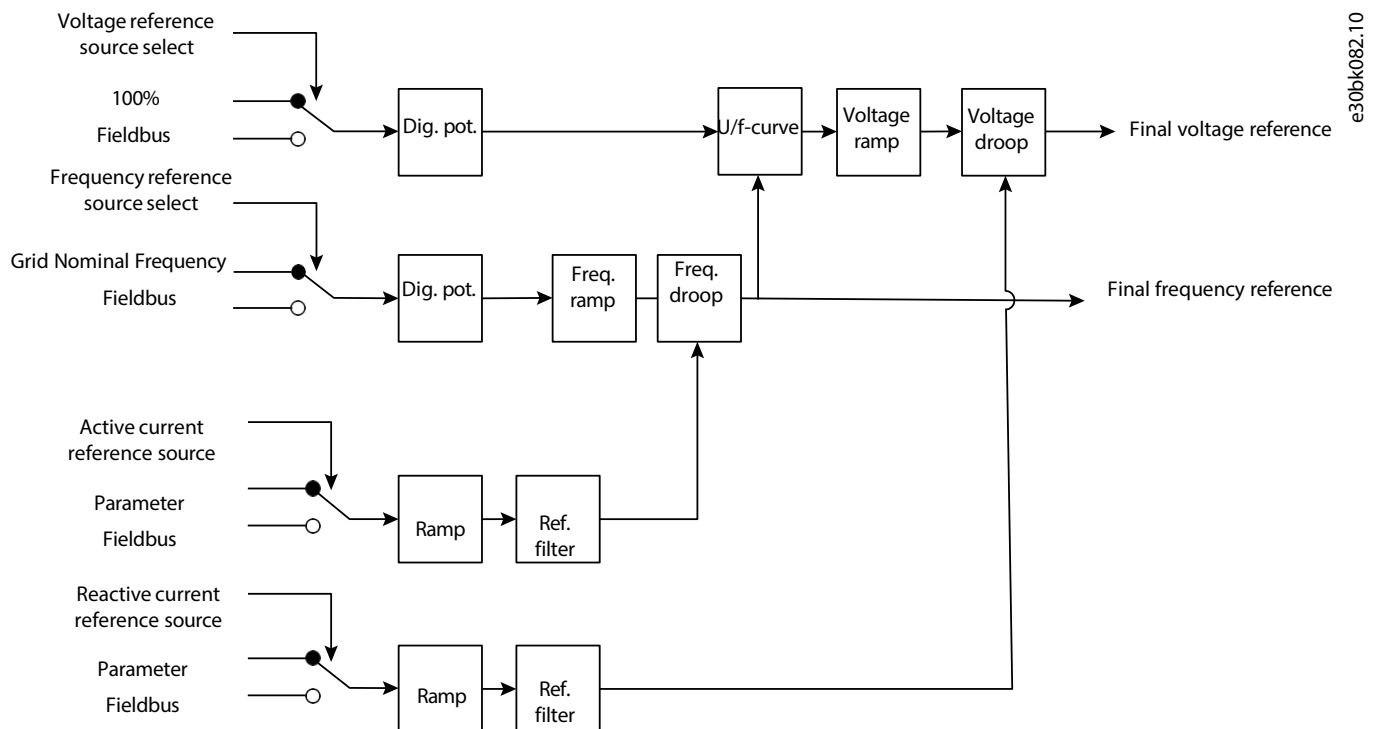 Voltage reference
source select
100%
Fieldbus
Dig. pot.
U/f-curve
Voltage
ramp
Voltage
droop
Final voltage reference
e30bk082.10
Frequency reference
source select
Grid Nominal Frequency
Fieldbus
Dig. pot.
Freq.
ramp
Freq.
droop
Final frequency reference
Active current
reference source
Parameter
Fieldbus
Ramp
Ref.
filter
Reactive current
reference source
Parameter
Fieldbus
Ramp
Ref.
filter